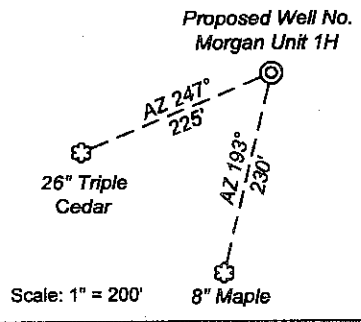 Proposed Well No.
Morgan Unit 1H
AZ 247°
225'
AZ 193°
230'
26" Triple
Cedar
Scale: 1" = 200'
8" Maple